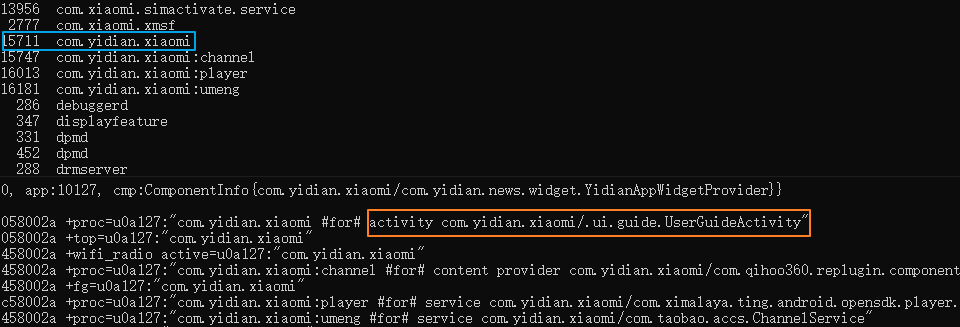 13956 com.xiaomi.simactivate.service
2777 com.xiaomi.xmsf
15711 com.yidian.xiaomi
15747 com.yidian.xiaomi:channel
16013 com.yidian.xiaomi:player
16181 com.yidian.xiaomi:umeng
286 debuggerd
347 displayfeature
331 dpmd
452 dpmd
288 drmserver
0, app:10127, cmp:ComponentInfo{com.yidian.xiaomi/com.yidian.news.widget.YidianAppWidgetProvider}}
058002a +proc=u0a127:"com.yidian.xiaomi #for# activity com.yidian.xiaomi/.ui.guide.UserGuideActivity"
058002a +top=u0a127:"com.yidian.xiaomi"
458002a +wifi_radio active=u0a127:"com.yidian.xiaomi"
458002a +proc=u0a127:"com.yidian.xiaomi:channel #for# content provider com.yidian.xiaomi/com.qihoo360.replugin.component
458002a +fg=u0a127:"com.yidian.xiaomi"
c58002a +proc=u0a127:"com.yidian.xiaomi:player #for# service com.yidian.xiaomi/com.ximalaya.ting.android.opensdk.player.
458002a +proc=u0a127:"com.yidian.xiaomi:umeng #for# service com.yidian.xiaomi/com.taobao.accs.ChannelService"